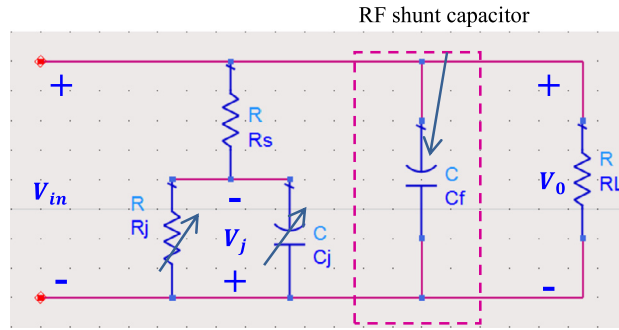 RF shunt capacitor
+
+
R
Rs
R
Rj
-
V_in
V_j
C
Cj
C
Cf
V_0
R
RL
-
+
-